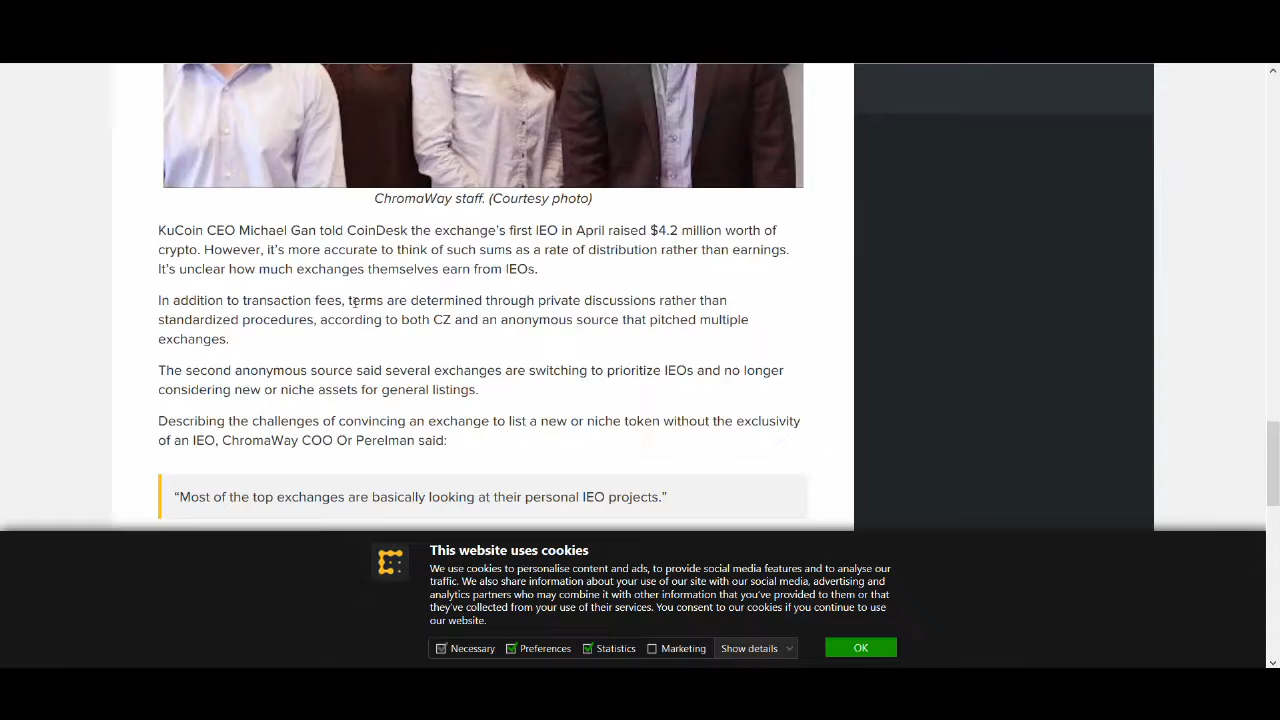 ChromaWay staff. (Courtesy photo)
KuCoin CEO Michael Gan told CoinDesk the exchange’s first IEO in April raised $4.2 million worth of
crypto. However, it’s more accurate to think of such sums as a rate of distribution rather than earnings.
It’s unclear how much exchanges themselves earn from IEOs.
In addition to transaction fees, terms are determined through private discussions rather than
standardized procedures, according to both CZ and an anonymous source that pitched multiple
exchanges.
The second anonymous source said several exchanges are switching to prioritize IEOs and no longer
considering new or niche assets for general listings.
Describing the challenges of convincing an exchange to list a new or niche token without the exclusivity
of an IEO, ChromaWay COO Or Perelman said:
“Most of the top exchanges are basically looking at their personal IEO projects.”
This website uses cookies
We use cookies to personalise content and ads, to provide social media features and to analyse our
traffic. We also share information about your use of our site with our social media, advertising and
analytics partners who may combine it with other information that you’ve provided to them or that
they’ve collected from your use of their services. You consent to our cookies if you continue to use
our website.
Necessary Preferences Statistics Marketing Show details OK